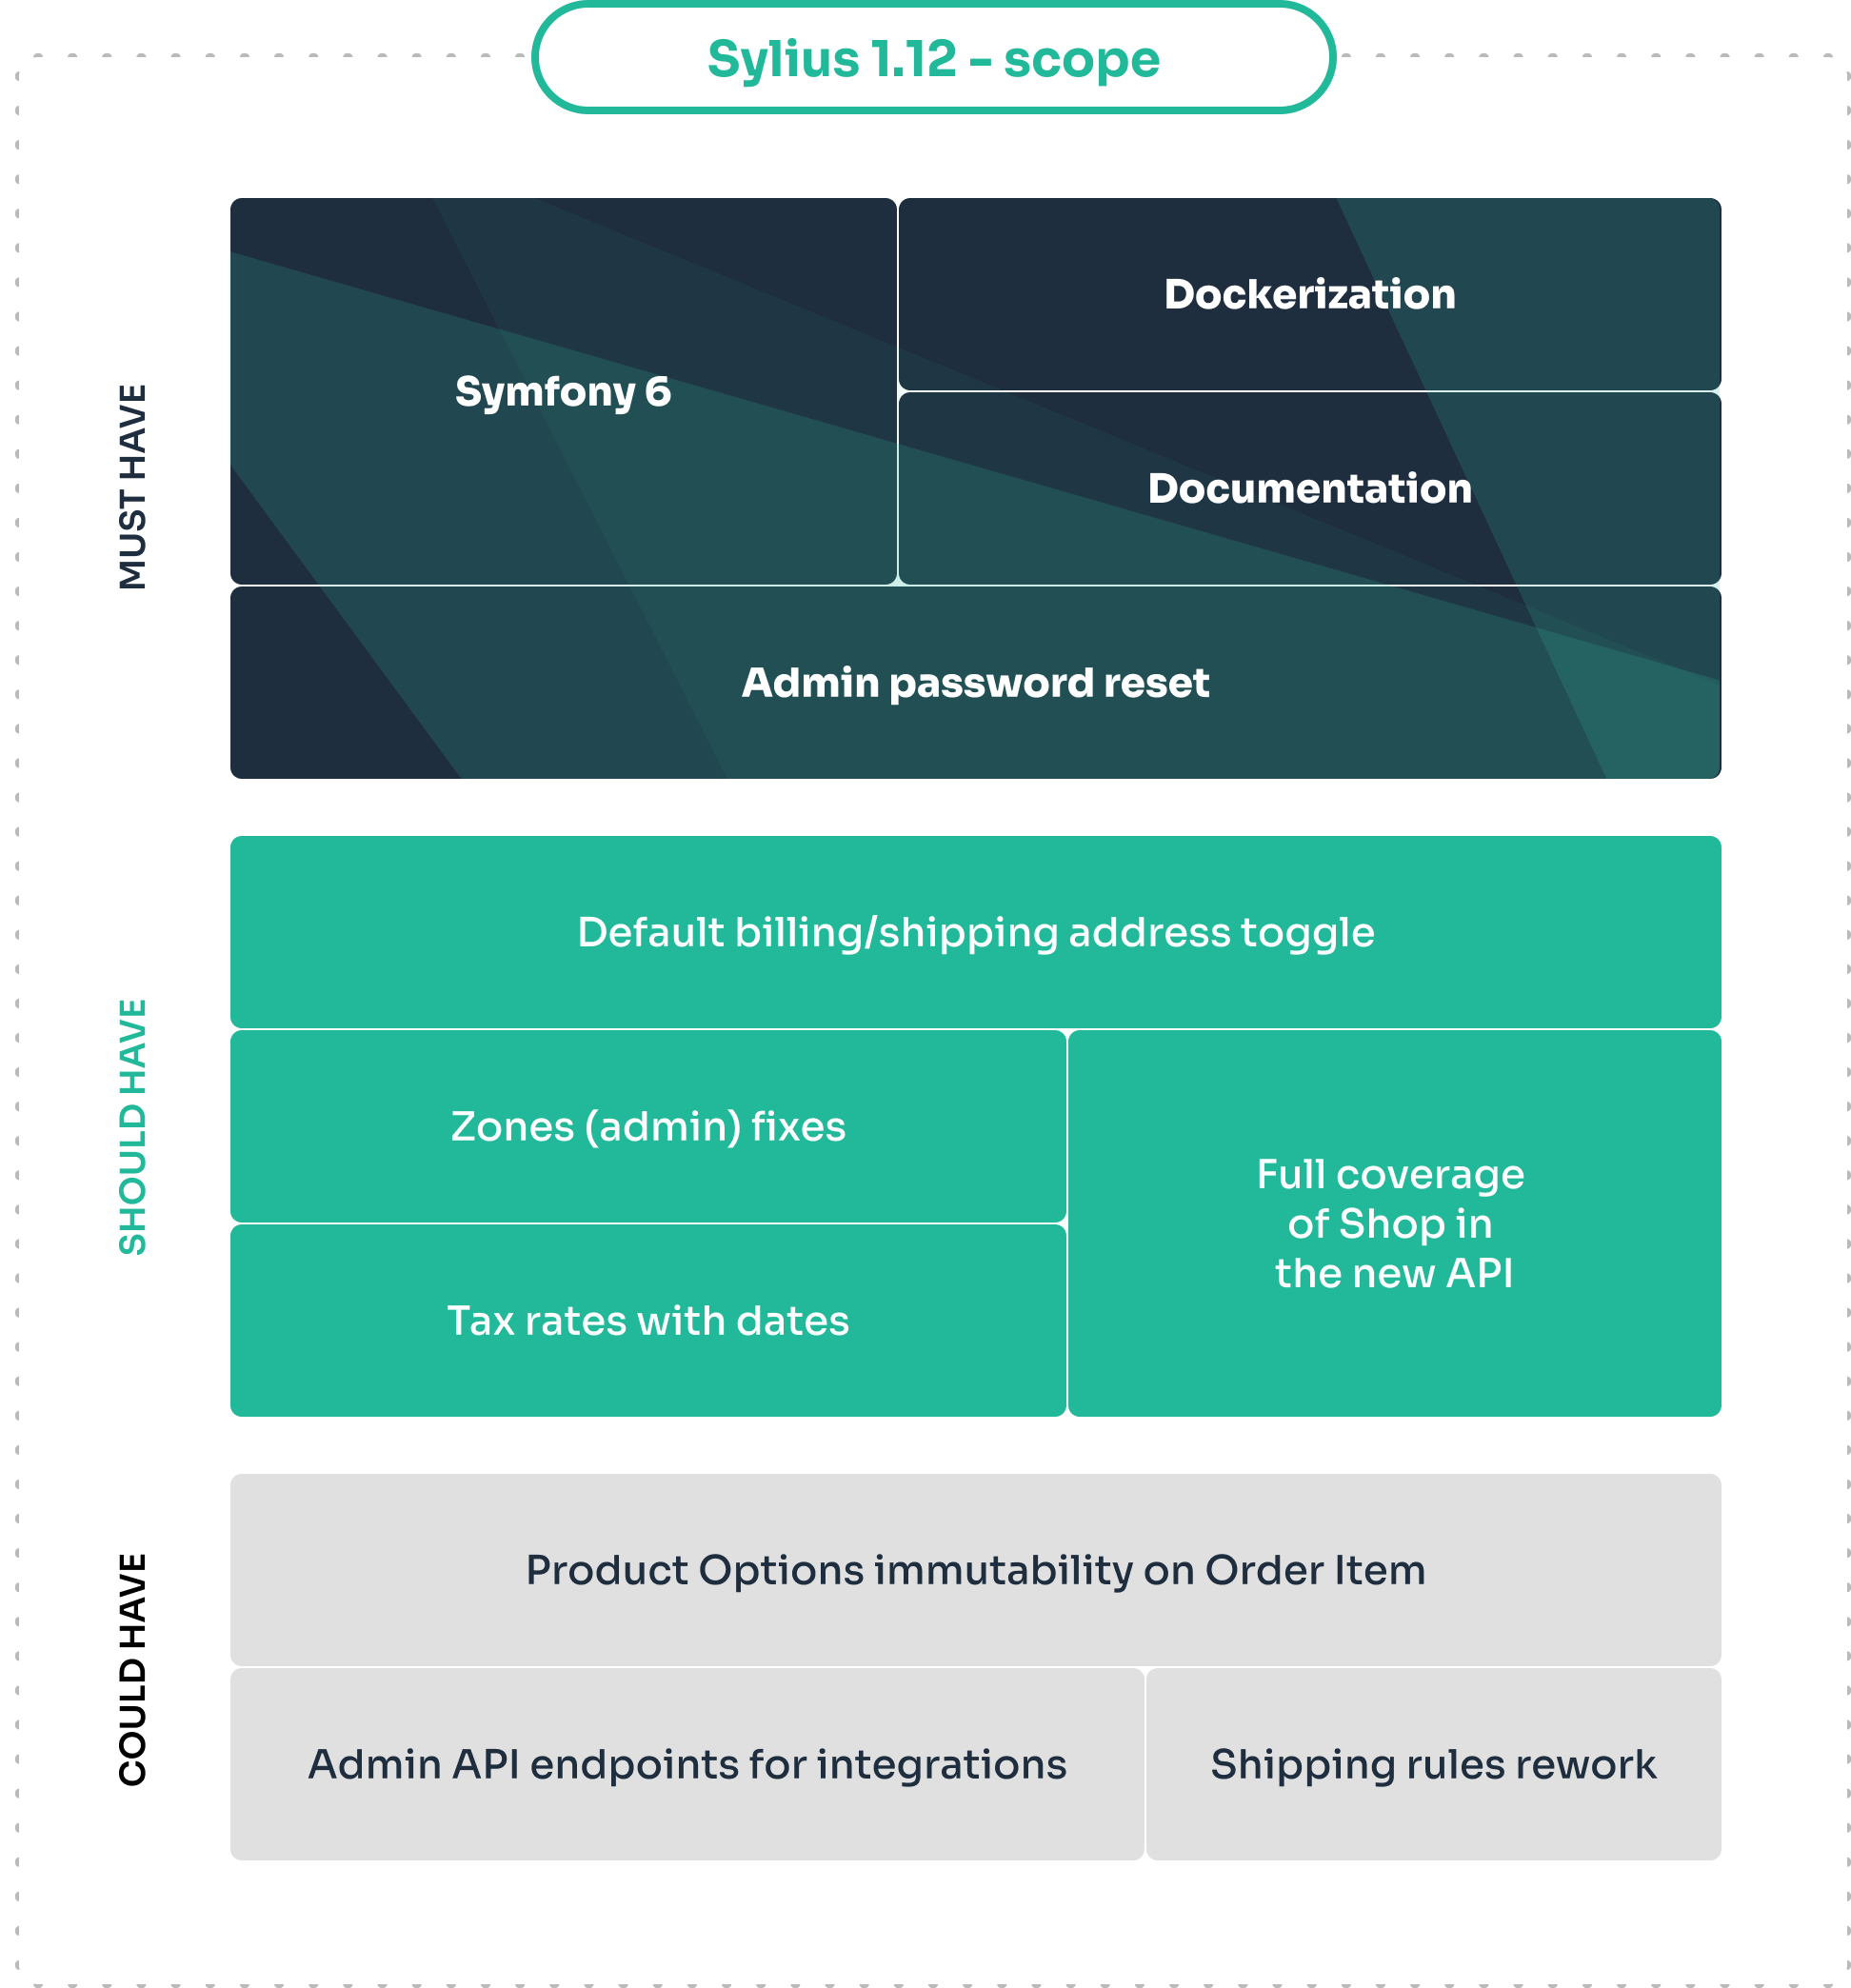 Sylius 1.12 – scope
MUST HAVE
Symfony 6
Dockerization
Documentation
Admin password reset
SHOULD HAVE
Default billing/shipping address toggle
Zones (admin) fixes
Tax rates with dates
Full coverage
of Shop in
the new API
COULD HAVE
Product Options immutability on Order Item
Admin API endpoints for integrations
Shipping rules rework